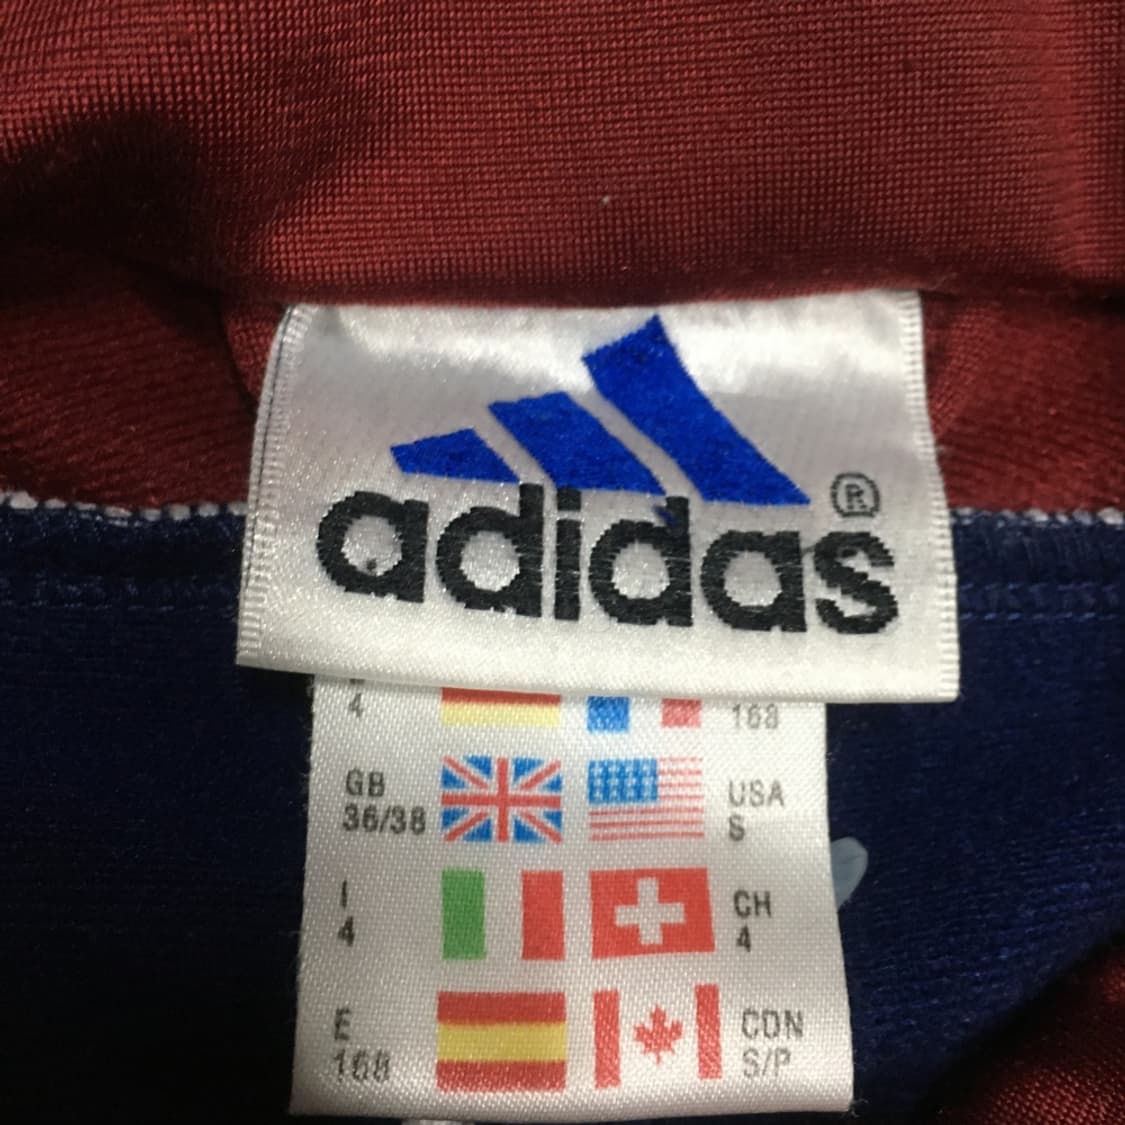 adidas®
4
168
GB
36/38
USA
S
I
4
CH
4
E
168
CDN
S/P